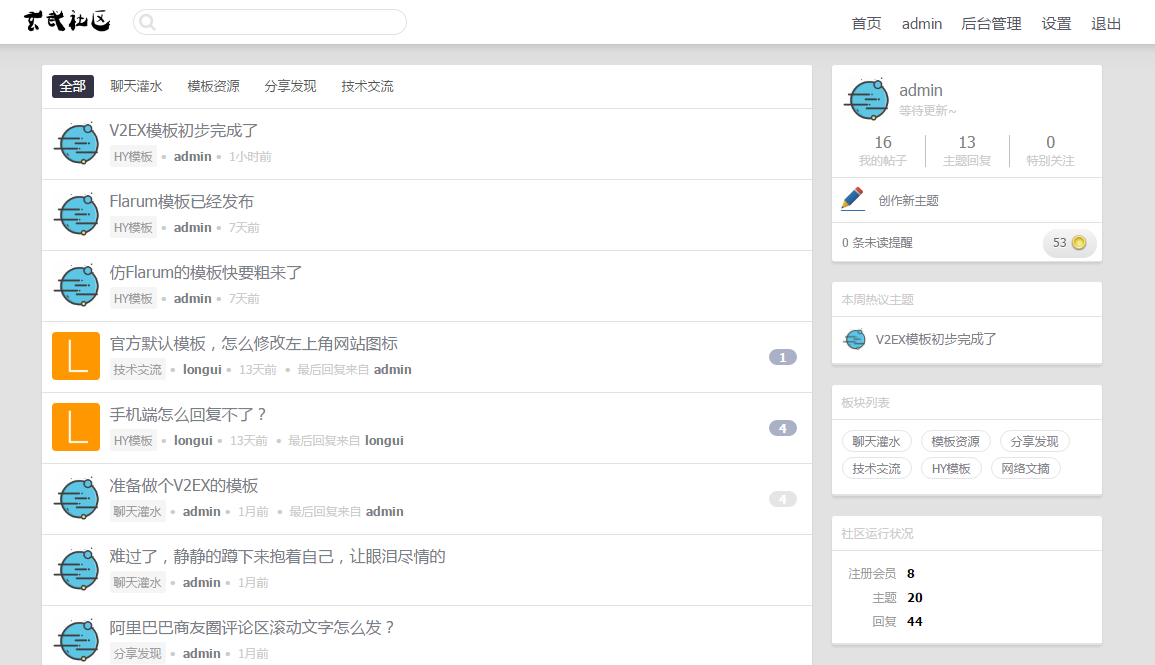 玄武社区
首页 admin 后台管理 设置 退出
全部 聊天灌水 模板资源 分享发现 技术交流
V2EX模板初步完成了
HY模板 • admin • 1小时前
Flarum模板已经发布
HY模板 • admin • 7天前
仿Flarum的模板快要粗来了
HY模板 • admin • 7天前
L
官方默认模板，怎么修改左上角网站图标
技术交流 • longui • 13天前 • 最后回复来自 admin
1
L
手机端怎么回复不了？
HY模板 • longui • 13天前 • 最后回复来自 longui
4
准备做个V2EX的模板
聊天灌水 • admin • 1月前 • 最后回复来自 admin
4
难过了，静静的蹲下来抱着自己，让眼泪尽情的
聊天灌水 • admin • 1月前
阿里巴巴商友圈评论区滚动文字怎么发？
分享发现 • admin • 1月前
admin
等待更新~
16 13 0
我的帖子 主题回复 特别关注
创作新主题
0 条未读提醒 53
本周热议主题
V2EX模板初步完成了
板块列表
聊天灌水 模板资源 分享发现
技术交流 HY模板 网络文摘
社区运行状况
注册会员 8
主题 20
回复 44